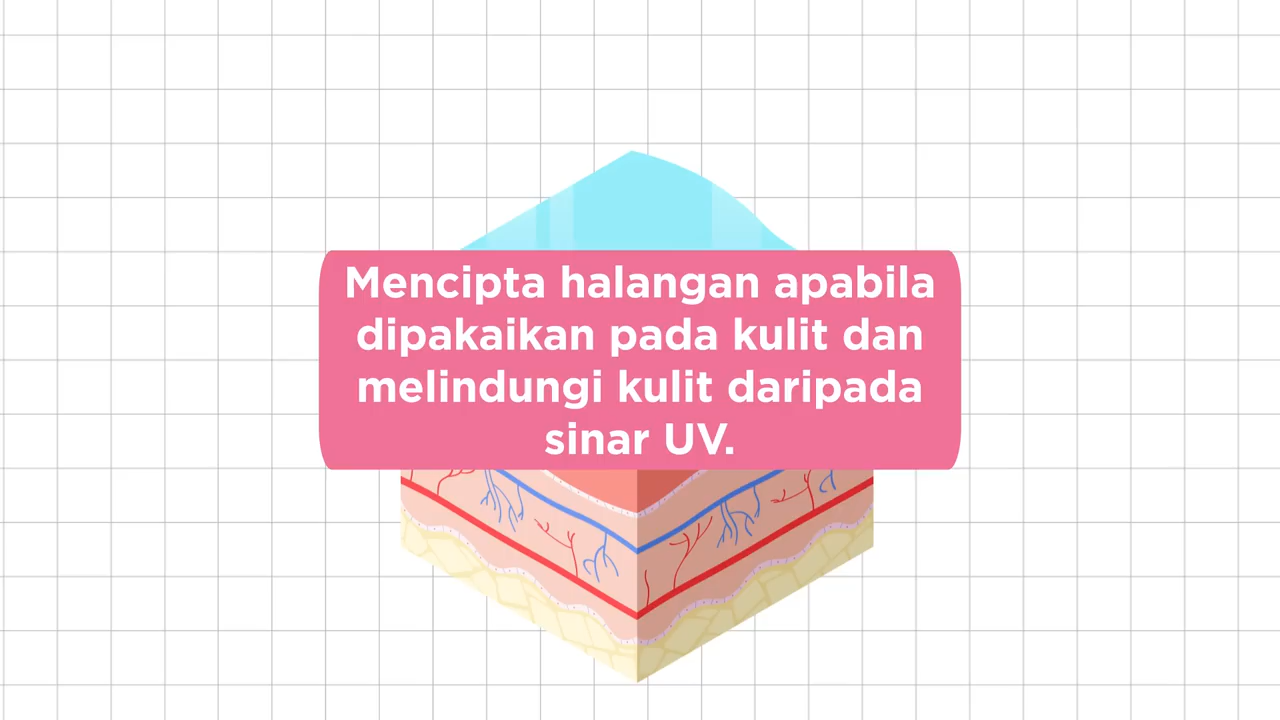 Mencipta halangan apabila
dipakaikan pada kulit dan
melindungi kulit daripada
sinar UV.